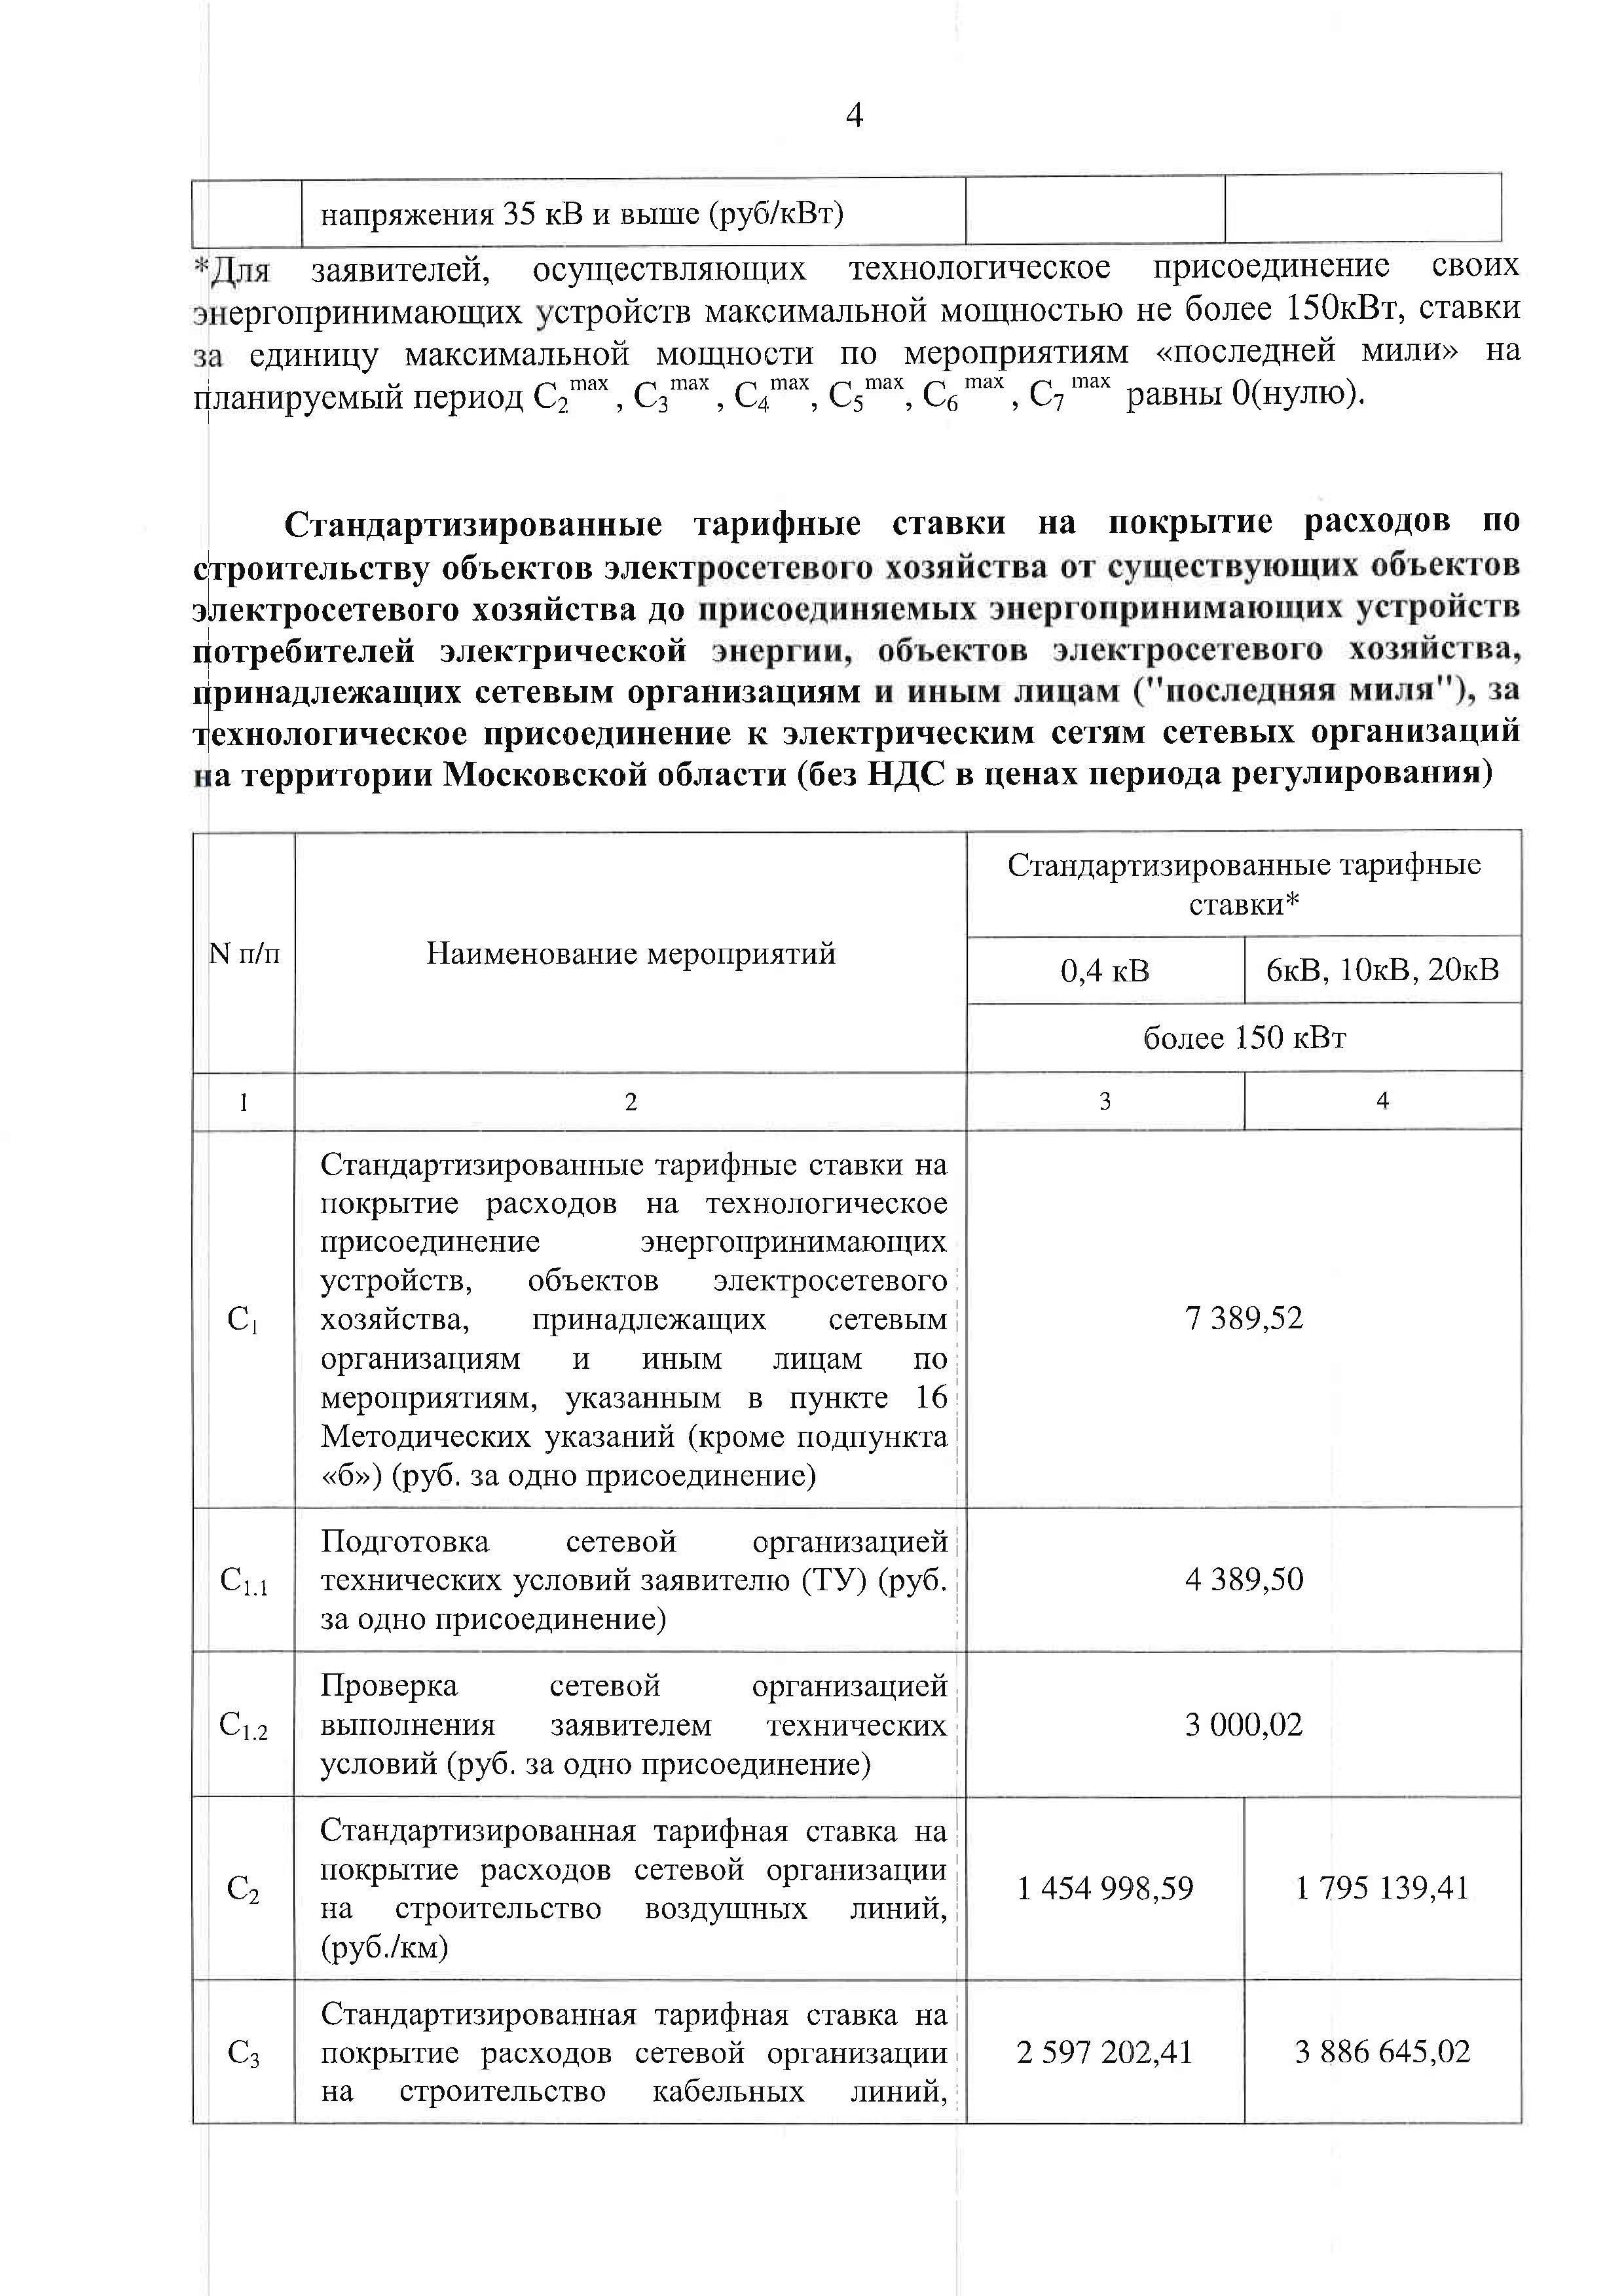 4
напряжения 35 кВ и выше (руб/кВт)
*Для заявителей, осуществляющих технологическое присоединение своих
энергопринимающих устройств максимальной мощностью не более 150кВт, ставки
за единицу максимальной мощности по мероприятиям «последней мили» на
планируемый период C₂ᵐᵃˣ , C₃ᵐᵃˣ , C₄ᵐᵃˣ , C₅ᵐᵃˣ , C₆ᵐᵃˣ , C₇ᵐᵃˣ равны 0(нулю).
Стандартизированные тарифные ставки на покрытие расходов по
строительству объектов электросетевого хозяйства от существующих объектов
электросетевого хозяйства до присоединяемых энергопринимающих устройств
потребителей электрической энергии, объектов электросетевого хозяйства,
принадлежащих сетевым организациям и иным лицам ("последняя миля"), за
технологическое присоединение к электрическим сетям сетевых организаций
на территории Московской области (без НДС в ценах периода регулирования)
N п/п
Наименование мероприятий
Стандартизированные тарифные
ставки*
0,4 кВ
6кВ, 10кВ, 20кВ
более 150 кВт
1
2
3
4
C₁
Стандартизированные тарифные ставки на
покрытие расходов на технологическое
присоединение энергопринимающих
устройств, объектов электросетевого
хозяйства, принадлежащих сетевым
организациям и иным лицам по
мероприятиям, указанным в пункте 16
Методических указаний (кроме подпункта
«б») (руб. за одно присоединение)
7 389,52
C₁.₁
Подготовка сетевой организацией
технических условий заявителю (ТУ) (руб.
за одно присоединение)
4 389,50
C₁.₂
Проверка сетевой организацией
выполнения заявителем технических
условий (руб. за одно присоединение)
3 000,02
C₂
Стандартизированная тарифная ставка на
покрытие расходов сетевой организации
на строительство воздушных линий,
(руб./км)
1 454 998,59
1 795 139,41
C₃
Стандартизированная тарифная ставка на
покрытие расходов сетевой организации
на строительство кабельных линий,
2 597 202,41
3 886 645,02